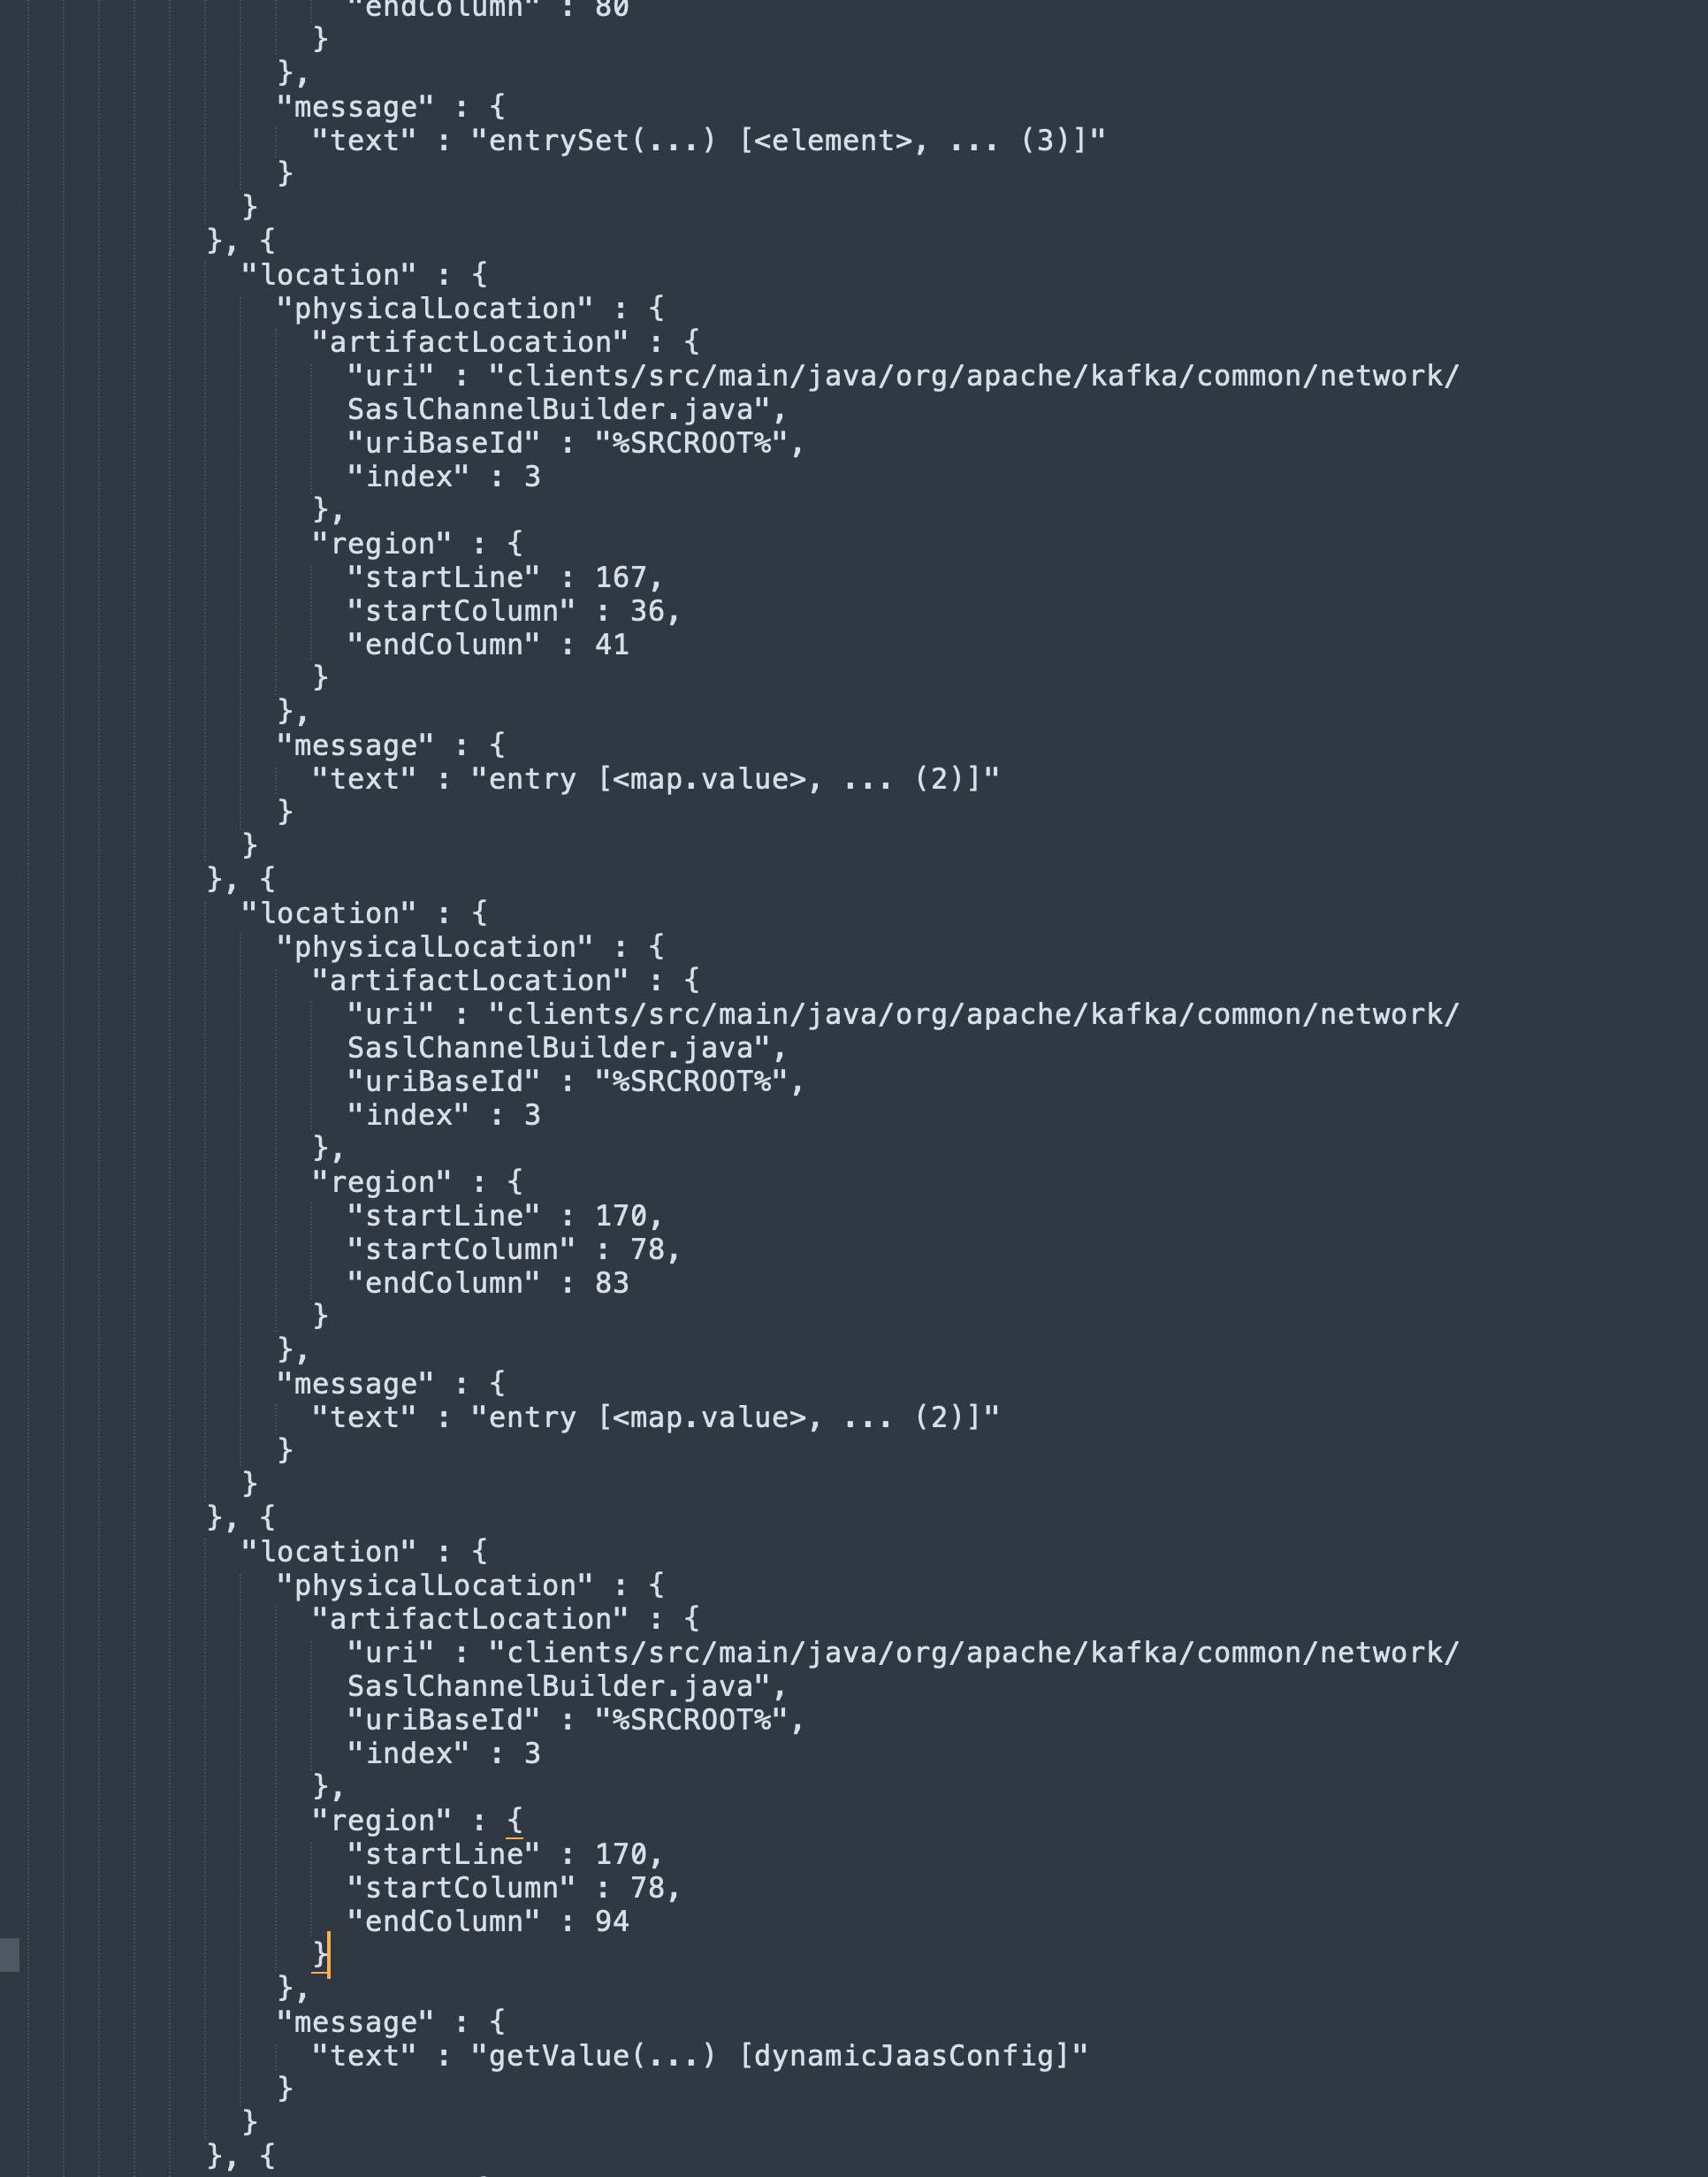 "endColumn" : 80
}
},
"message" : {
"text" : "entrySet(...) [<element>, ... (3)]"
}
}
}, {
"location" : {
"physicalLocation" : {
"artifactLocation" : {
"uri" : "clients/src/main/java/org/apache/kafka/common/network/
SaslChannelBuilder.java",
"uriBaseId" : "%SRCROOT%",
"index" : 3
},
"region" : {
"startLine" : 167,
"startColumn" : 36,
"endColumn" : 41
}
},
"message" : {
"text" : "entry [<map.value>, ... (2)]"
}
}
}, {
"location" : {
"physicalLocation" : {
"artifactLocation" : {
"uri" : "clients/src/main/java/org/apache/kafka/common/network/
SaslChannelBuilder.java",
"uriBaseId" : "%SRCROOT%",
"index" : 3
},
"region" : {
"startLine" : 170,
"startColumn" : 78,
"endColumn" : 83
}
},
"message" : {
"text" : "entry [<map.value>, ... (2)]"
}
}
}, {
"location" : {
"physicalLocation" : {
"artifactLocation" : {
"uri" : "clients/src/main/java/org/apache/kafka/common/network/
SaslChannelBuilder.java",
"uriBaseId" : "%SRCROOT%",
"index" : 3
},
"region" : {
"startLine" : 170,
"startColumn" : 78,
"endColumn" : 94
}
},
"message" : {
"text" : "getValue(...) [dynamicJaasConfig]"
}
}
}, {